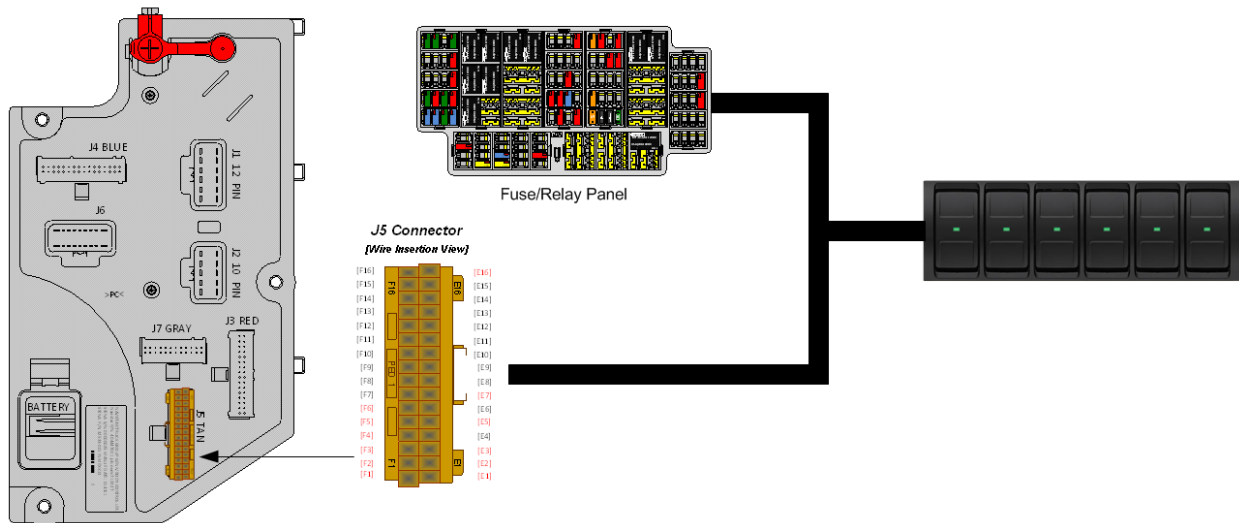 J4 BLUE
J1 12 PIN
J6
J2 10 PIN
>PC<
J7 GRAY
J3 RED
BATTERY
J5 TAN
Fuse/Relay Panel
J5 Connector
[Wire Insertion View]
[F16] F16 E16 [E16]
[F15] [E15]
[F14] [E14]
[F13] [E13]
[F12] [E12]
[F11] [E11]
[F10] [E10]
[F9] [E9]
[F8] PED_1 [E8]
[F7] [E7]
[F6] [E6]
[F5] [E5]
[F4] [E4]
[F3] [E3]
[F2] F1 E1 [E2]
[F1] [E1]